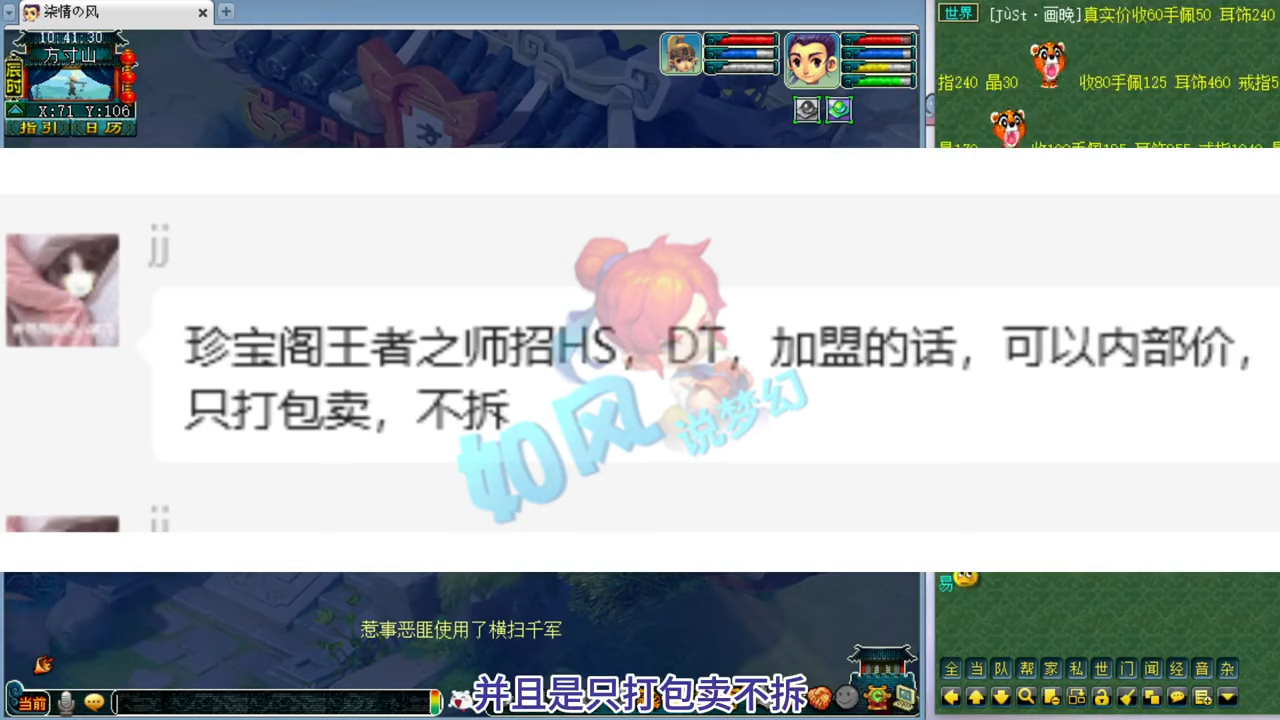 柒情の风
10:41:30
方寸山
辰时
X:71 Y:106
指引 日历
世界 [JùSt·画晚]真实价收60手佩50 耳饰240
指240 晶30 收80手佩125 耳饰460 戒指5
jj
珍宝阁王者之师招HS，DT，加盟的话，可以内部价，
只打包卖，不拆
如风说梦幻
jj
易
惹事恶匪使用了横扫千军
全 当 队 帮 家 私 世 门 闻 经 音 杂
当前
并且是只打包卖不拆